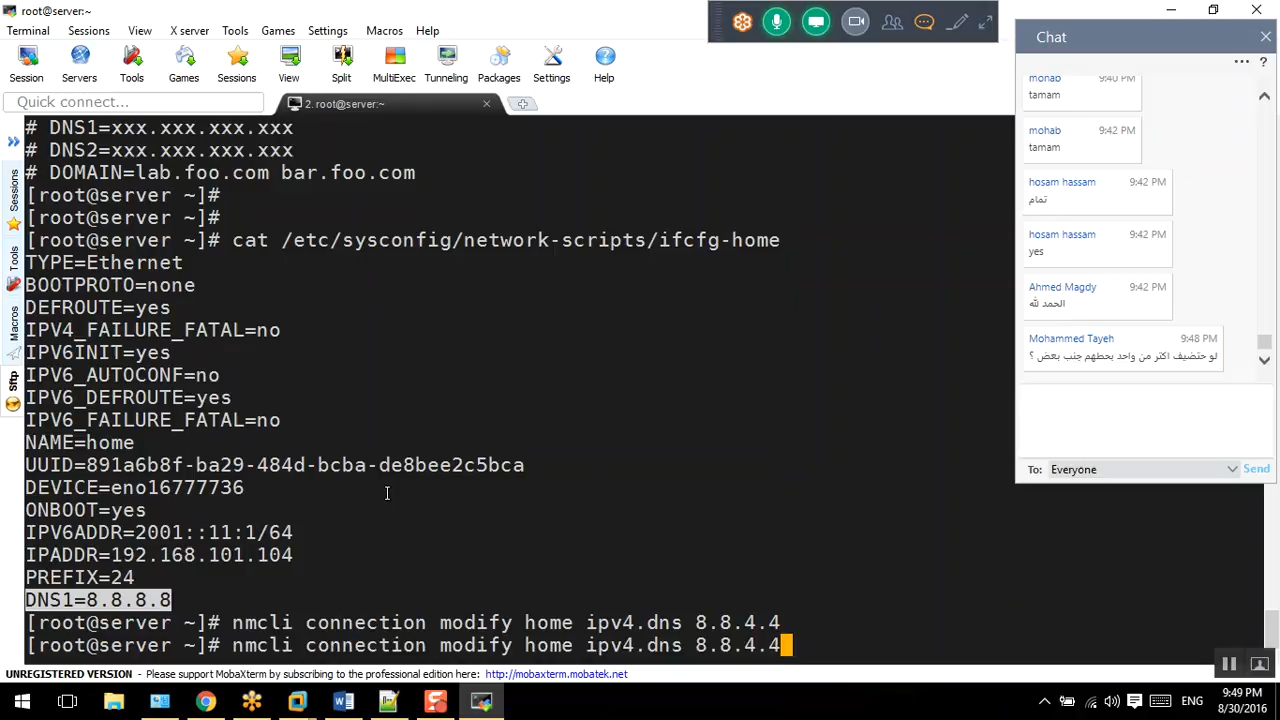 root@server:~
Terminal Sessions View X server Tools Games Settings Macros Help
Session Servers Tools Games Sessions View Split MultiExec Tunneling Packages Settings Help
Quick connect...
2. root@server:~
# DNS1=xxx.xxx.xxx.xxx
# DNS2=xxx.xxx.xxx.xxx
# DOMAIN=lab.foo.com bar.foo.com
[root@server ~]#
[root@server ~]#
[root@server ~]# cat /etc/sysconfig/network-scripts/ifcfg-home
TYPE=Ethernet
BOOTPROTO=none
DEFROUTE=yes
IPV4_FAILURE_FATAL=no
IPV6INIT=yes
IPV6_AUTOCONF=no
IPV6_DEFROUTE=yes
IPV6_FAILURE_FATAL=no
NAME=home
UUID=891a6b8f-ba29-484d-bcba-de8bee2c5bca
DEVICE=eno16777736
ONBOOT=yes
IPV6ADDR=2001::11:1/64
IPADDR=192.168.101.104
PREFIX=24
DNS1=8.8.8.8
[root@server ~]# nmcli connection modify home ipv4.dns 8.8.4.4
[root@server ~]# nmcli connection modify home ipv4.dns 8.8.4.4
Sessions
Tools
Macros
Sftp
Chat
?
mohab 9:40 PM
tamam
mohab 9:42 PM
tamam
hosam hassam 9:42 PM
تمام
hosam hassam 9:42 PM
yes
Ahmed Magdy 9:42 PM
الحمد لله
Mohammed Tayeh 9:48 PM
لو حتضيف اكثر من واحد بحطهم جنب بعض ؟
To: Everyone Send
UNREGISTERED VERSION - Please support MobaXterm by subscribing to the professional edition here: http://mobaxterm.mobatek.net
ENG
9:49 PM
8/30/2016